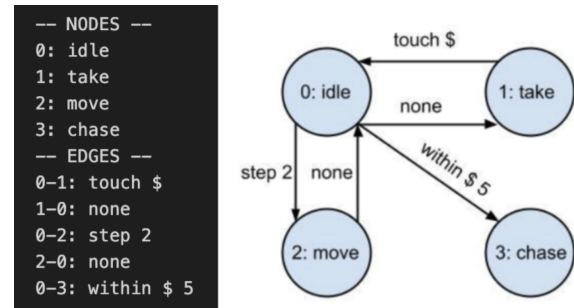 -- NODES --
0: idle
1: take
2: move
3: chase
-- EDGES --
0-1: touch $
1-0: none
0-2: step 2
2-0: none
0-3: within $ 5
touch $
0: idle
1: take
none
within $ 5
step 2
none
2: move
3: chase